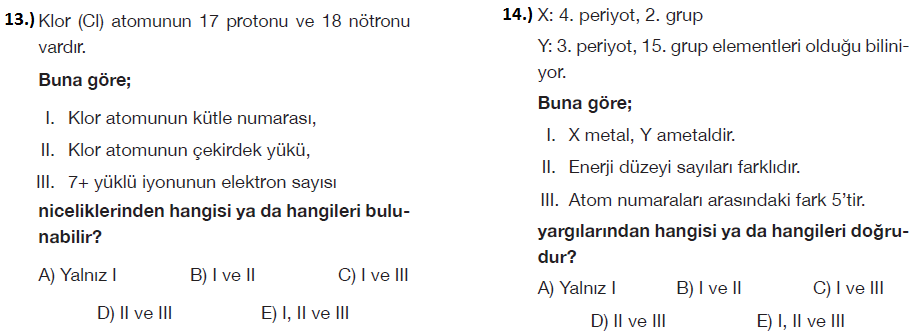 13.) Klor (Cl) atomunun 17 protonu ve 18 nötronu
vardır.
Buna göre;
I. Klor atomunun kütle numarası,
II. Klor atomunun çekirdek yükü,
III. 7+ yüklü iyonunun elektron sayısı
niceliklerinden hangisi ya da hangileri bulu-
nabilir?
A) Yalnız I B) I ve II C) I ve III
D) II ve III E) I, II ve III
14.) X: 4. periyot, 2. grup
Y: 3. periyot, 15. grup elementleri olduğu bilini-
yor.
Buna göre;
I. X metal, Y ametaldir.
II. Enerji düzeyi sayıları farklıdır.
III. Atom numaraları arasındaki fark 5’tir.
yargılarından hangisi ya da hangileri doğru-
dur?
A) Yalnız I B) I ve II C) I ve III
D) II ve III E) I, II ve III